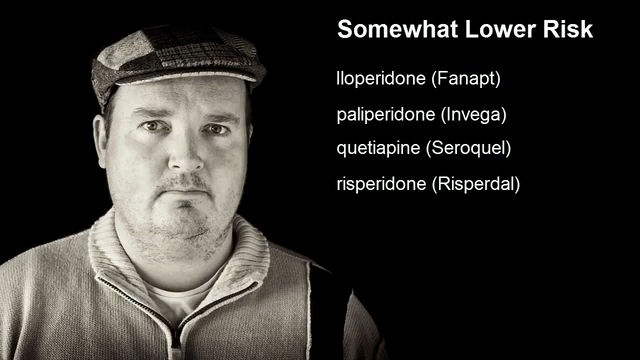 Somewhat Lower Risk
Iloperidone (Fanapt)
paliperidone (Invega)
quetiapine (Seroquel)
risperidone (Risperdal)